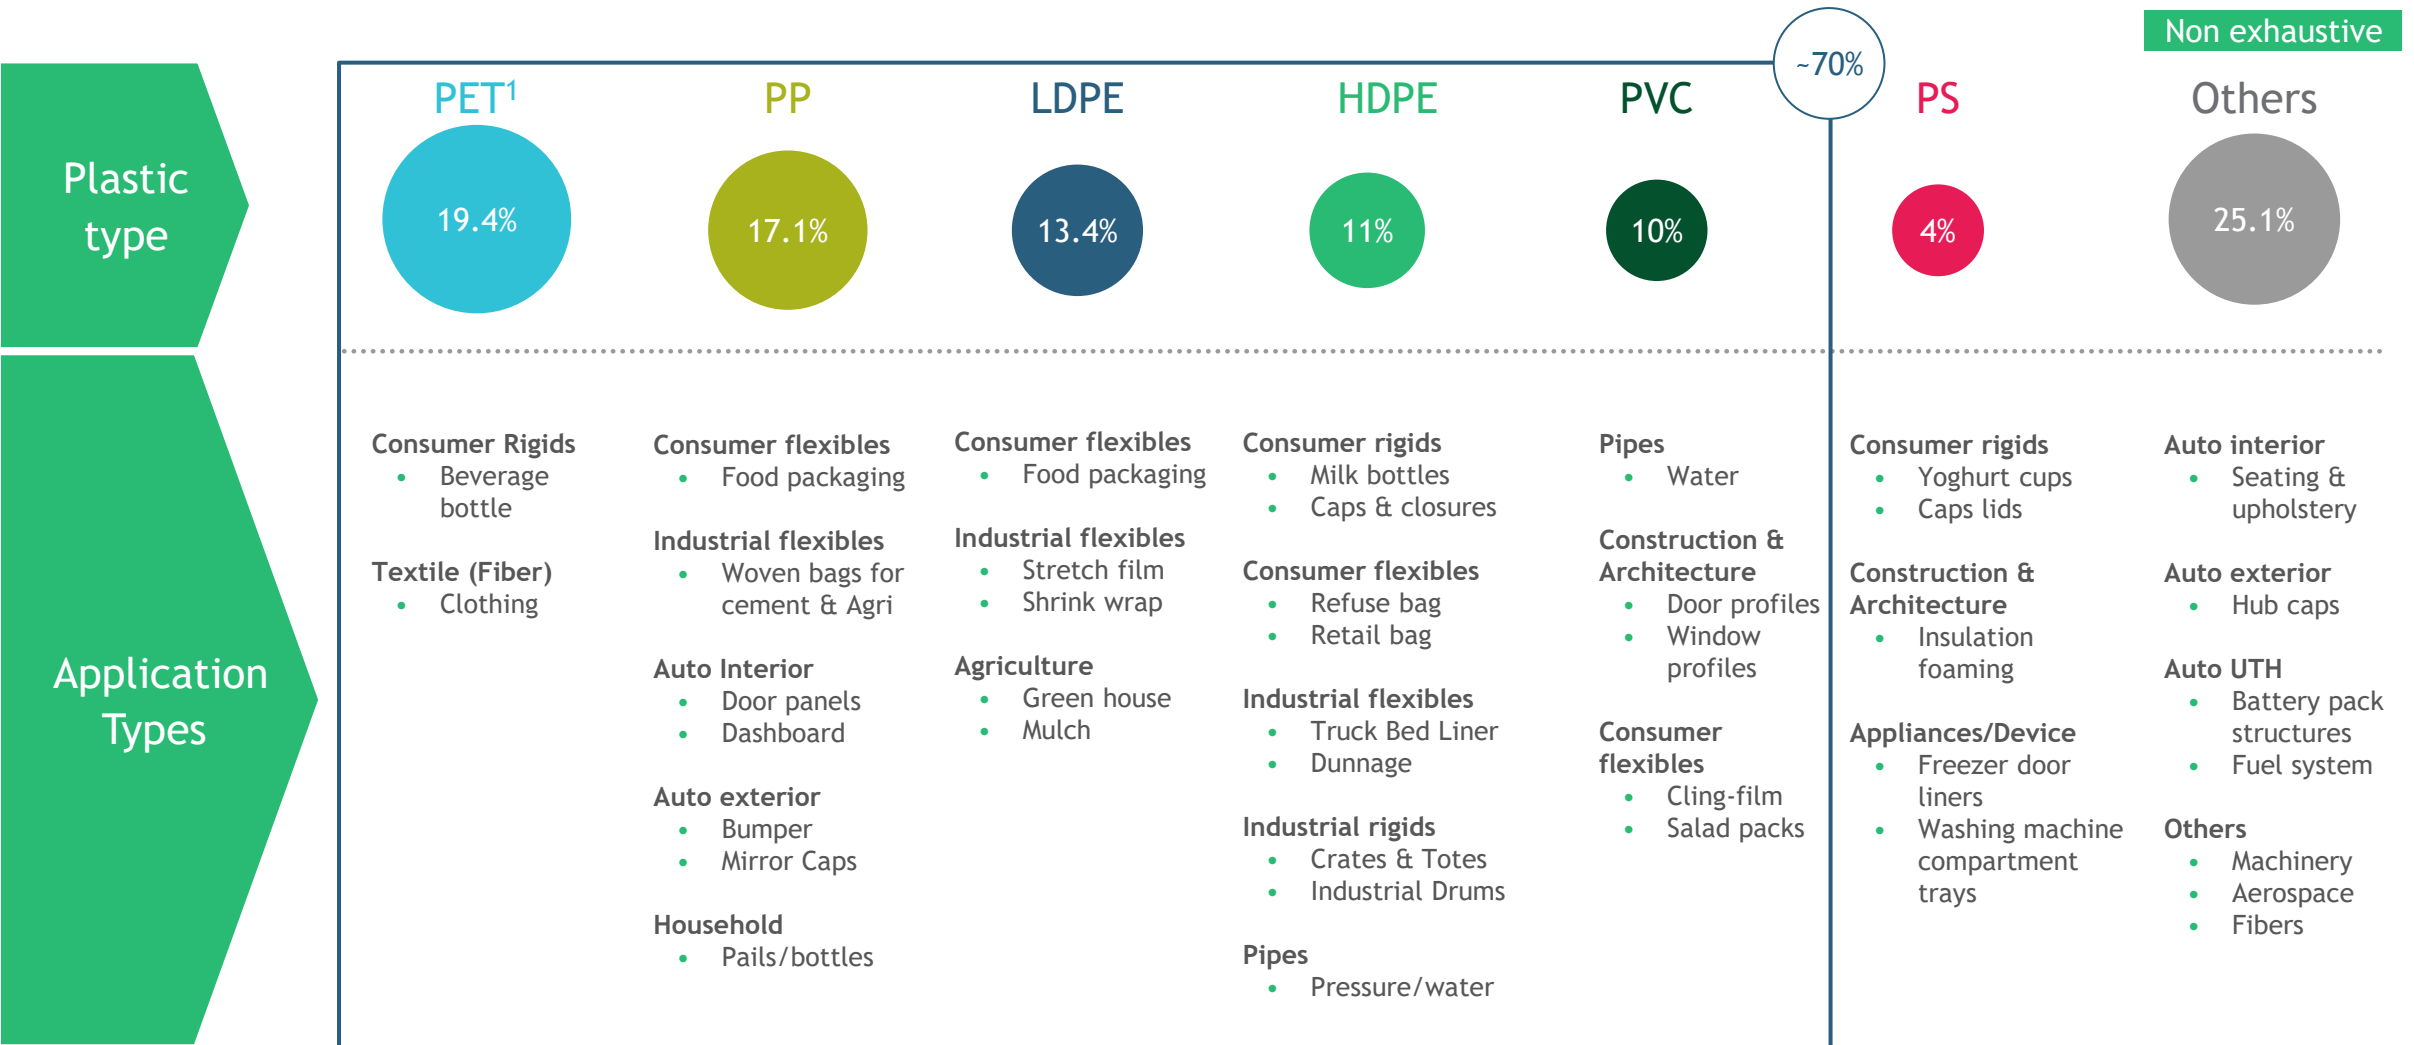 Non exhaustive
~70%
Plastic
type
PET¹
PP
LDPE
HDPE
PVC
PS
Others
19.4%
17.1%
13.4%
11%
10%
4%
25.1%
Application
Types
Consumer Rigids
• Beverage
bottle
Textile (Fiber)
• Clothing
Consumer flexibles
• Food packaging
Industrial flexibles
• Woven bags for
cement & Agri
Auto Interior
• Door panels
• Dashboard
Auto exterior
• Bumper
• Mirror Caps
Household
• Pails/bottles
Consumer flexibles
• Food packaging
Industrial flexibles
• Stretch film
• Shrink wrap
Agriculture
• Green house
• Mulch
Consumer rigids
• Milk bottles
• Caps & closures
Consumer flexibles
• Refuse bag
• Retail bag
Industrial flexibles
• Truck Bed Liner
• Dunnage
Industrial rigids
• Crates & Totes
• Industrial Drums
Pipes
• Pressure/water
Pipes
• Water
Construction &
Architecture
• Door profiles
• Window
profiles
Consumer
flexibles
• Cling-film
• Salad packs
Consumer rigids
• Yoghurt cups
• Caps lids
Construction &
Architecture
• Insulation
foaming
Appliances/Device
• Freezer door
liners
• Washing machine
compartment
trays
Auto interior
• Seating &
upholstery
Auto exterior
• Hub caps
Auto UTH
• Battery pack
structures
• Fuel system
Others
• Machinery
• Aerospace
• Fibers